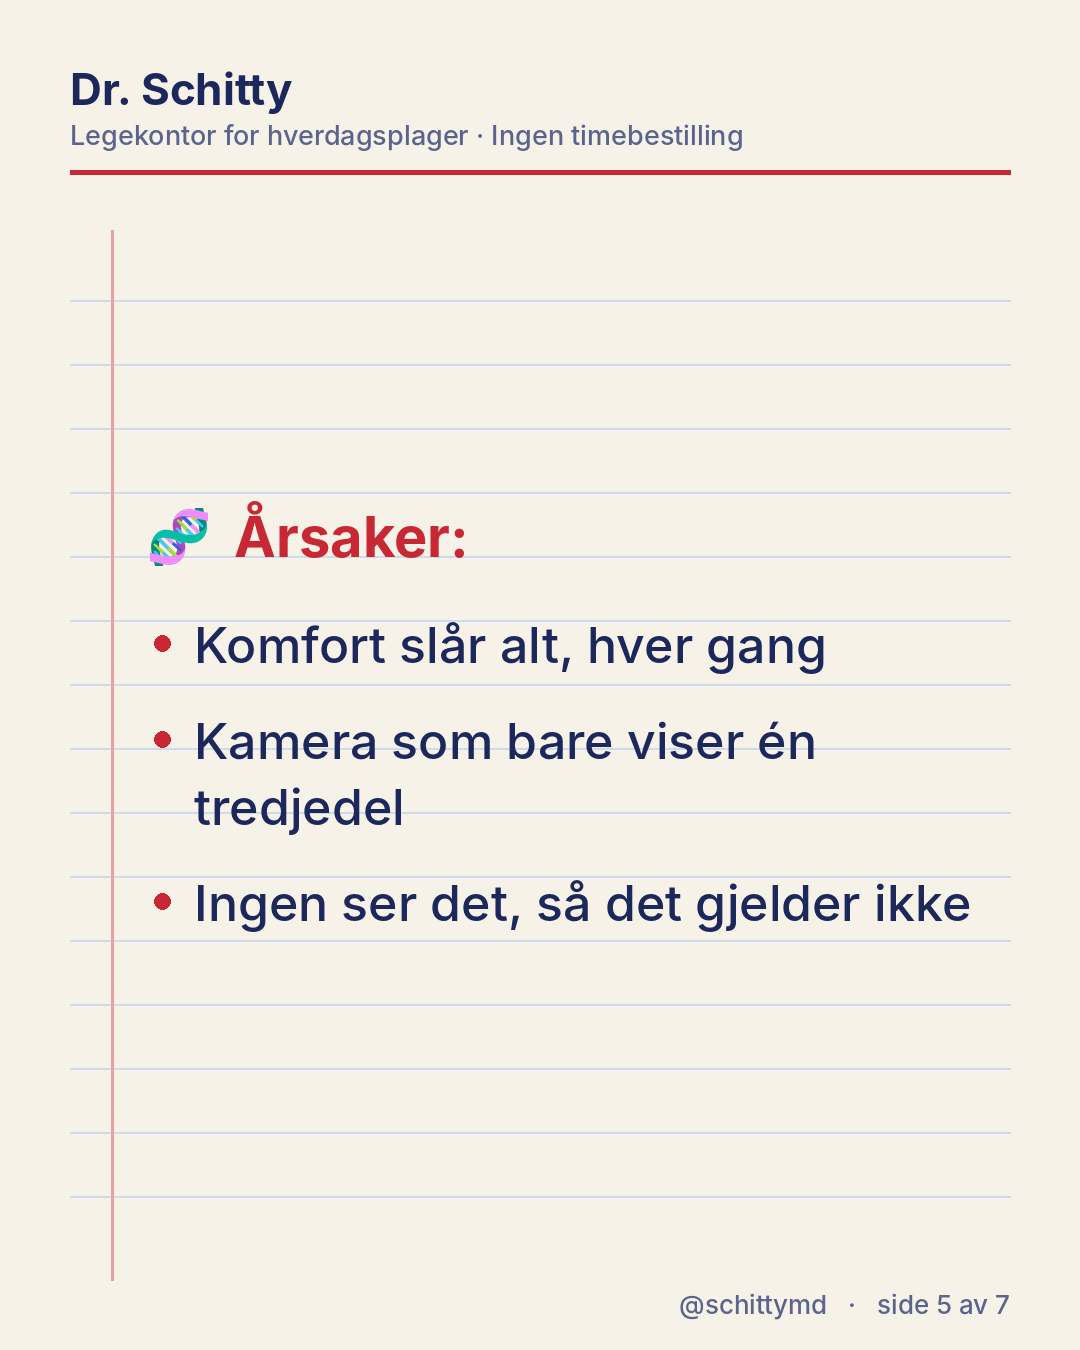 Dr. Schitty
Legekontor for hverdagsplager · Ingen timebestilling
🧬 Årsaker:
• Komfort slår alt, hver gang
• Kamera som bare viser én
tredjedel
• Ingen ser det, så det gjelder ikke
@schittymd · side 5 av 7